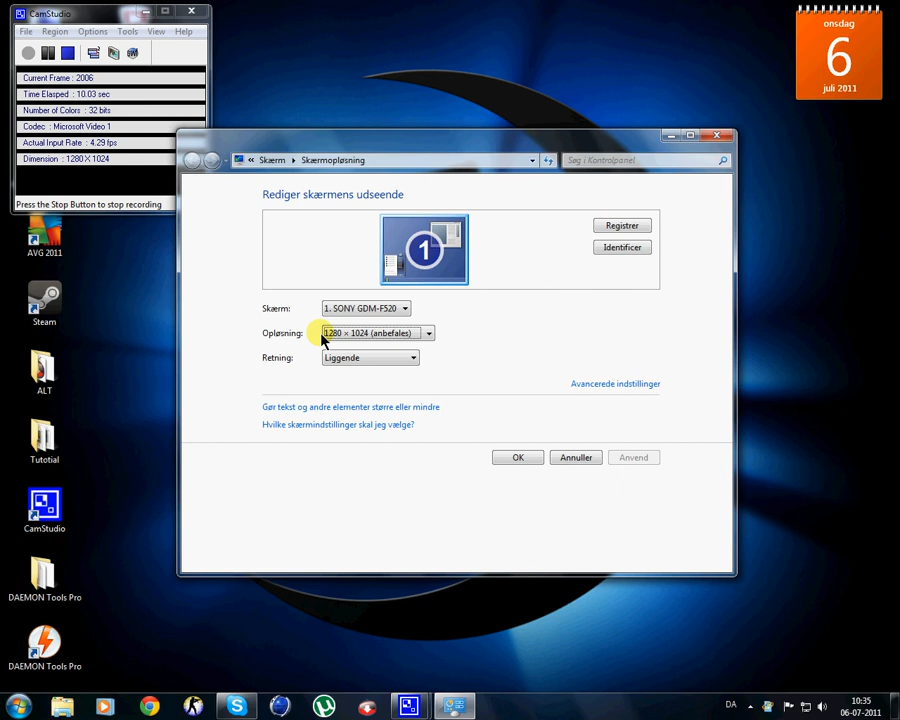 CamStudio
File Region Options Tools View Help
Current Frame : 2006
Time Elasped : 10.03 sec
Number of Colors : 32 bits
Codec : Microsoft Video 1
Actual Input Rate : 4.29 fps
Dimension : 1280 X 1024
Press the Stop Button to stop recording
onsdag
6
juli 2011
« Skærm Skærmopløsning
Søg i Kontrolpanel
Rediger skærmens udseende
1
Registrer
Identificer
Skærm: 1. SONY GDM-F520
Opløsning: 1280 × 1024 (anbefales)
Retning: Liggende
Avancerede indstillinger
Gør tekst og andre elementer større eller mindre
Hvilke skærmindstillinger skal jeg vælge?
OK Annuller Anvend
AVG 2011
Steam
ALT
Tutotial
CamStudio
DAEMON Tools Pro
DAEMON Tools Pro
DA
10:35
06-07-2011